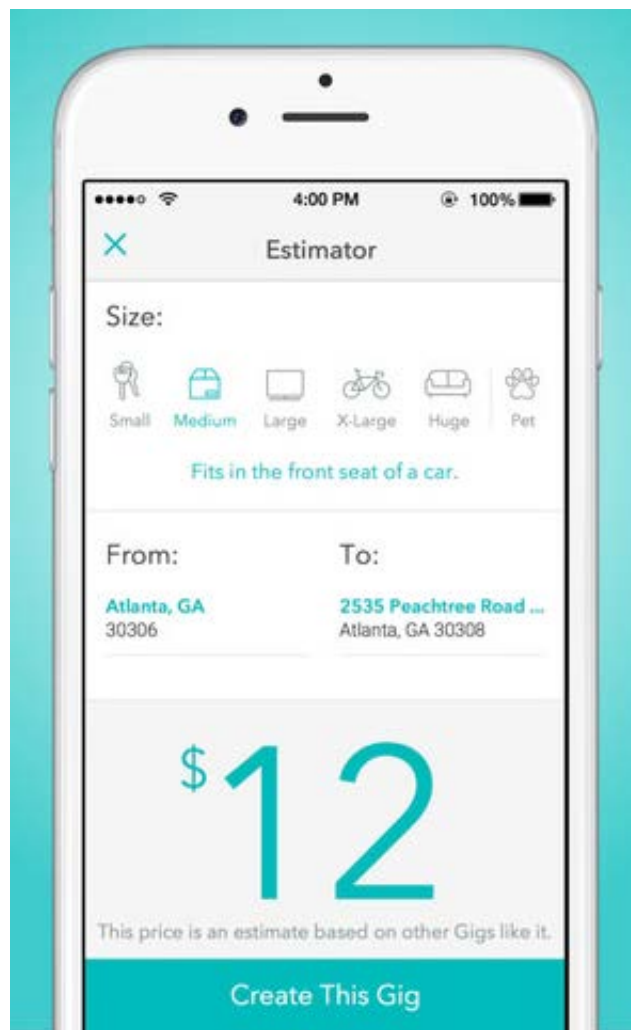 4:00 PM 100%
Estimator
Size:
Small Medium Large X-Large Huge Pet
Fits in the front seat of a car.
From: To:
Atlanta, GA 2535 Peachtree Road ...
30306 Atlanta, GA 30308
$12
This price is an estimate based on other Gigs like it.
Create This Gig